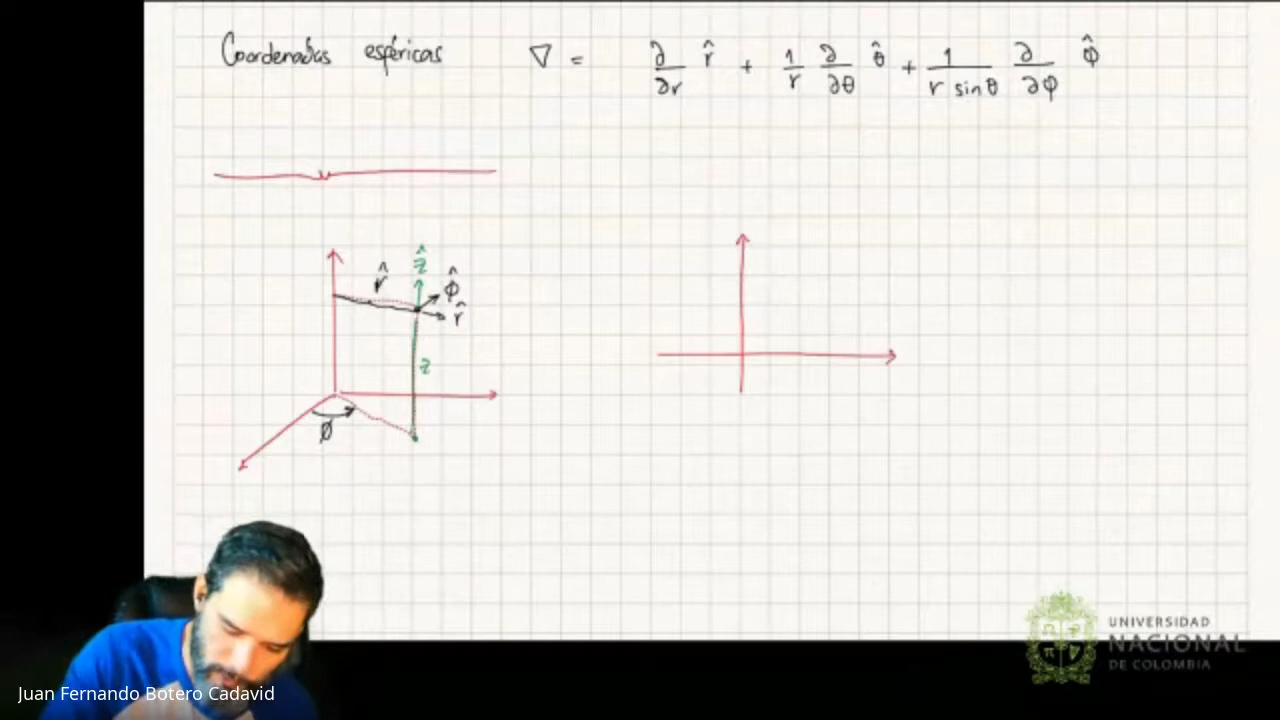 Coordenadas esféricas ∇ = ∂/∂r r̂ + 1/r ∂/∂θ θ̂ + 1/(r sinθ) ∂/∂φ φ̂
ẑ
r̂
φ̂
r̂
z
φ
UNIVERSIDAD
NACIONAL
DE COLOMBIA
Juan Fernando Botero Cadavid